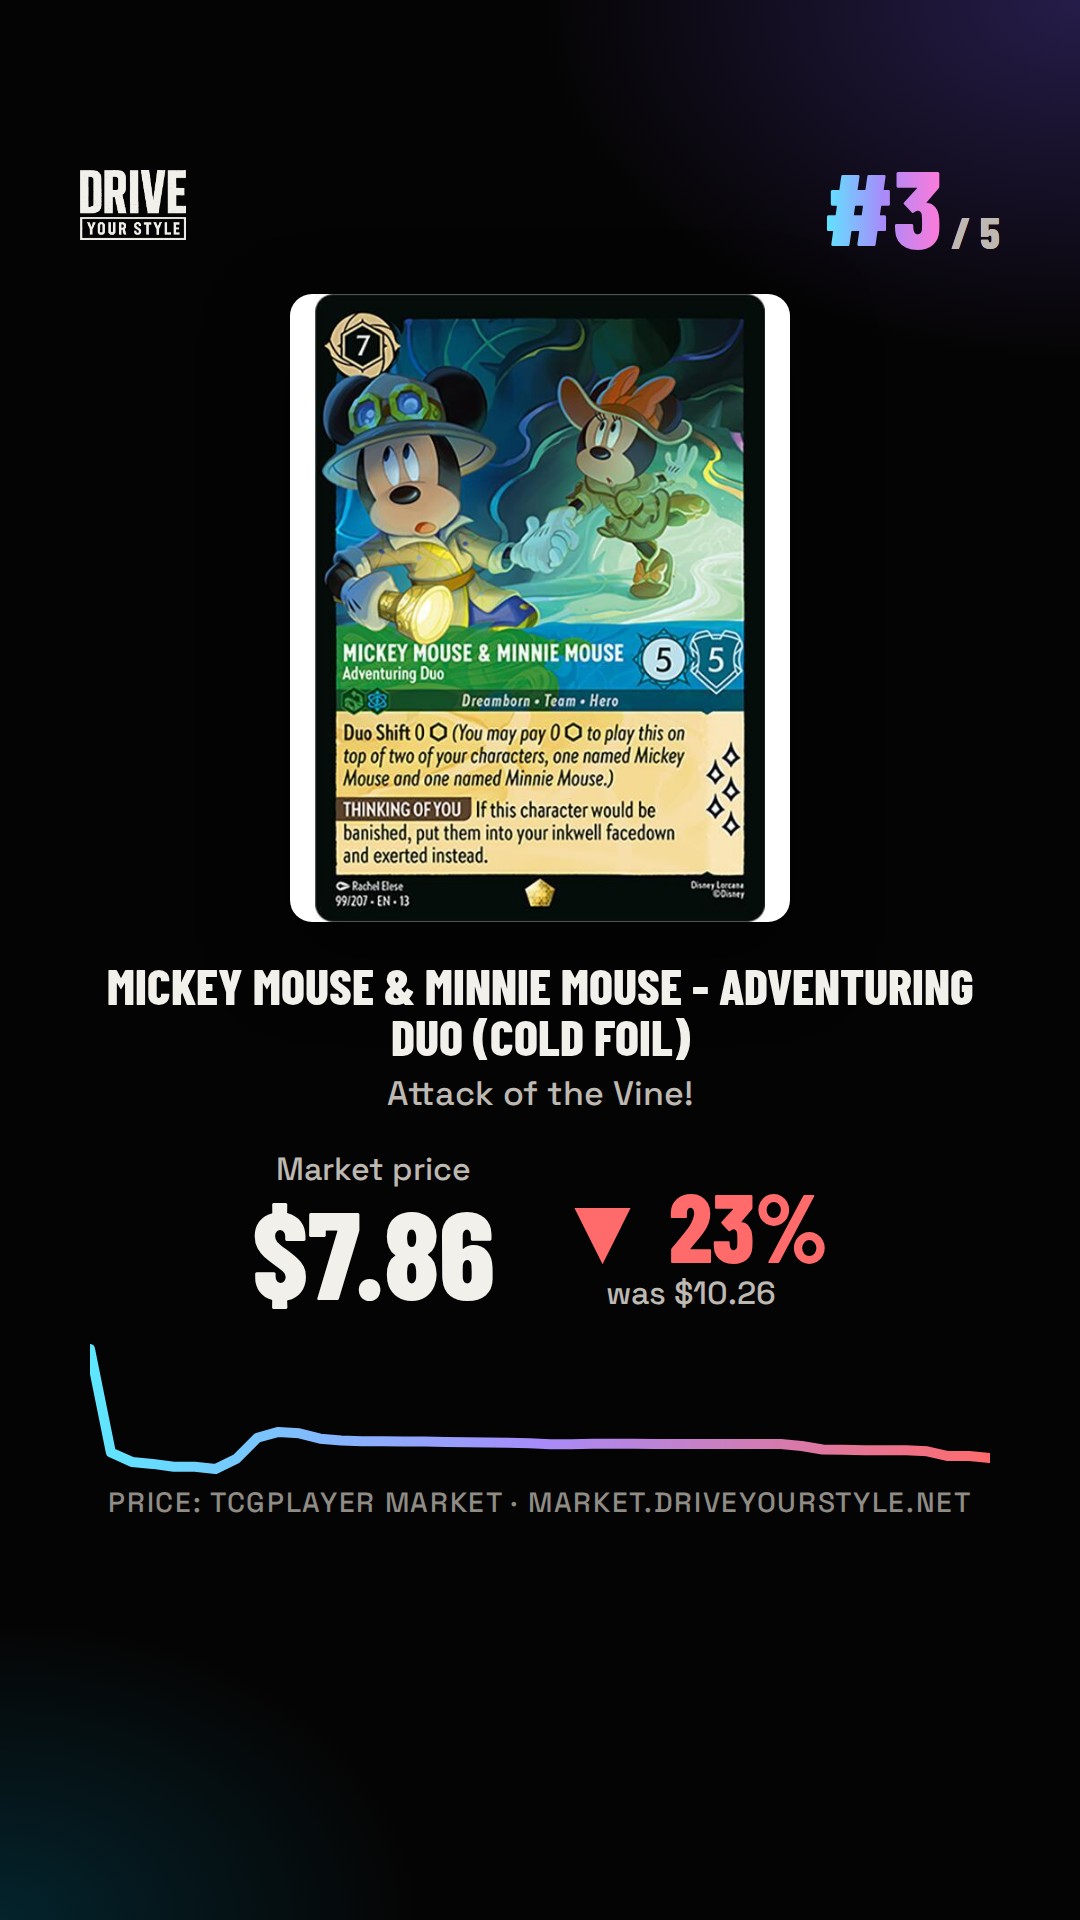 DRIVE
YOUR STYLE
#3 / 5
7
MICKEY MOUSE & MINNIE MOUSE
Adventuring Duo
5 5
Dreamborn • Team • Hero
Duo Shift 0 ⬡ (You may pay 0 ⬡ to play this on
top of two of your characters, one named Mickey
Mouse and one named Minnie Mouse.)
THINKING OF YOU If this character would be
banished, put them into your inkwell facedown
and exerted instead.
Rachel Elese
99/207 • EN • 13
Disney Lorcana
©Disney
MICKEY MOUSE & MINNIE MOUSE - ADVENTURING
DUO (COLD FOIL)
Attack of the Vine!
Market price
$7.86
▼ 23%
was $10.26
PRICE: TCGPLAYER MARKET · MARKET.DRIVEYOURSTYLE.NET